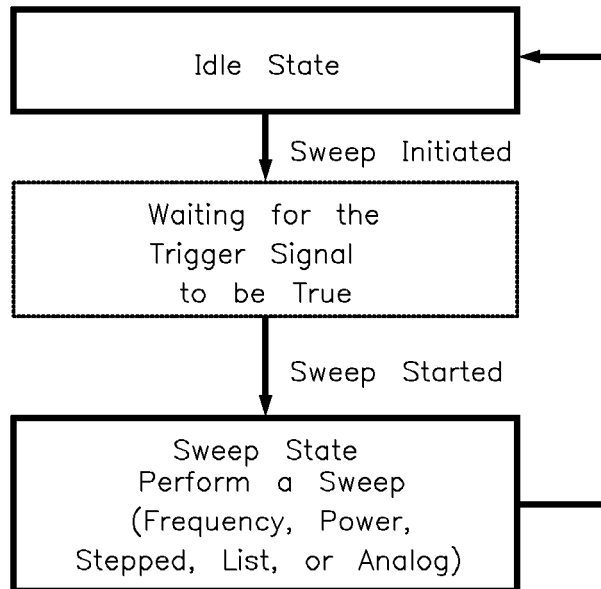 Idle State
Sweep Initiated
Waiting for the
Trigger Signal
to be True
Sweep Started
Sweep State
Perform a Sweep
(Frequency, Power,
Stepped, List, or Analog)